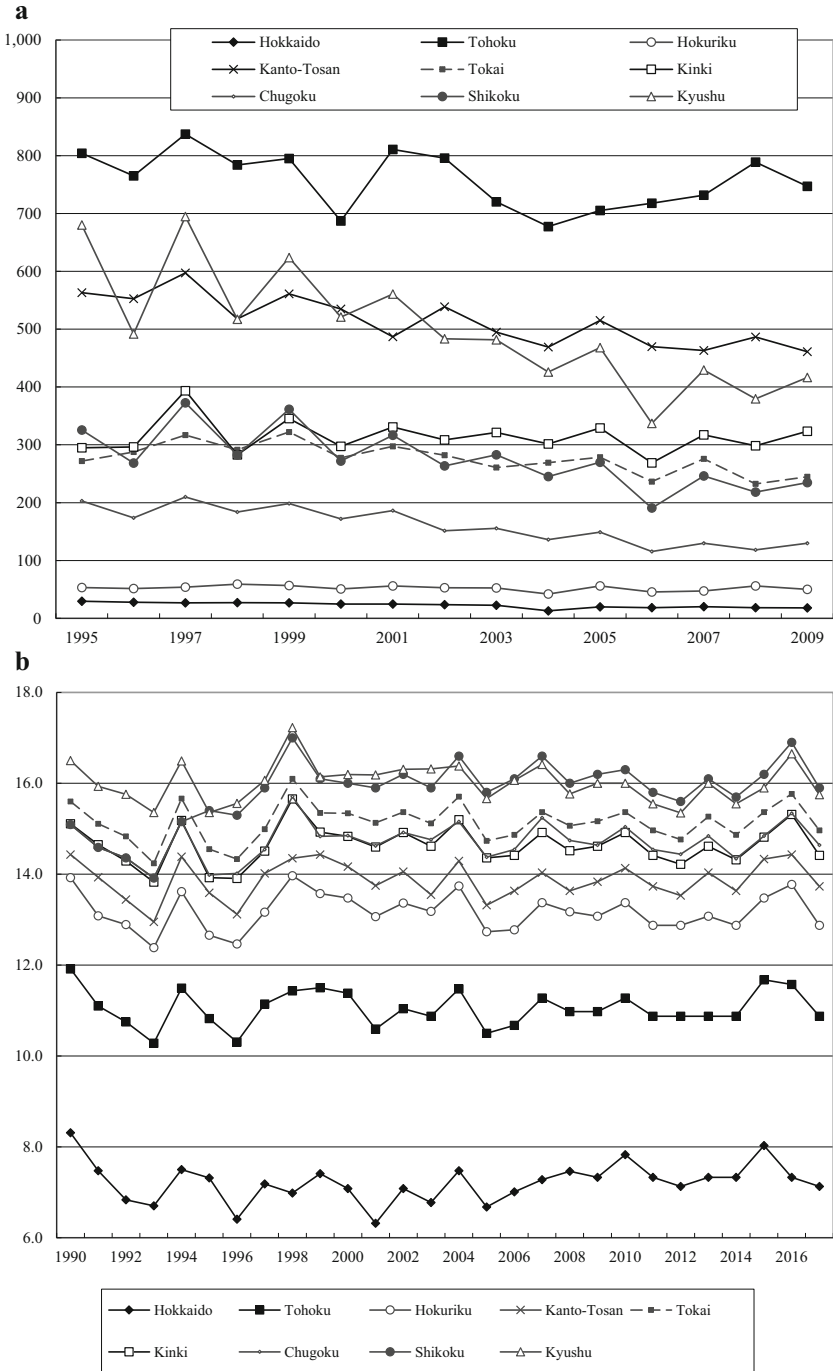 a
1,000
Hokkaido Tohoku Hokuriku
Kanto-Tosan Tokai Kinki
Chugoku Shikoku Kyushu
900
800
700
600
500
400
300
200
100
0
1995 1997 1999 2001 2003 2005 2007 2009
b
18.0
16.0
14.0
12.0
10.0
8.0
6.0
1990 1992 1994 1996 1998 2000 2002 2004 2006 2008 2010 2012 2014 2016
Hokkaido Tohoku Hokuriku Kanto-Tosan Tokai
Kinki Chugoku Shikoku Kyushu